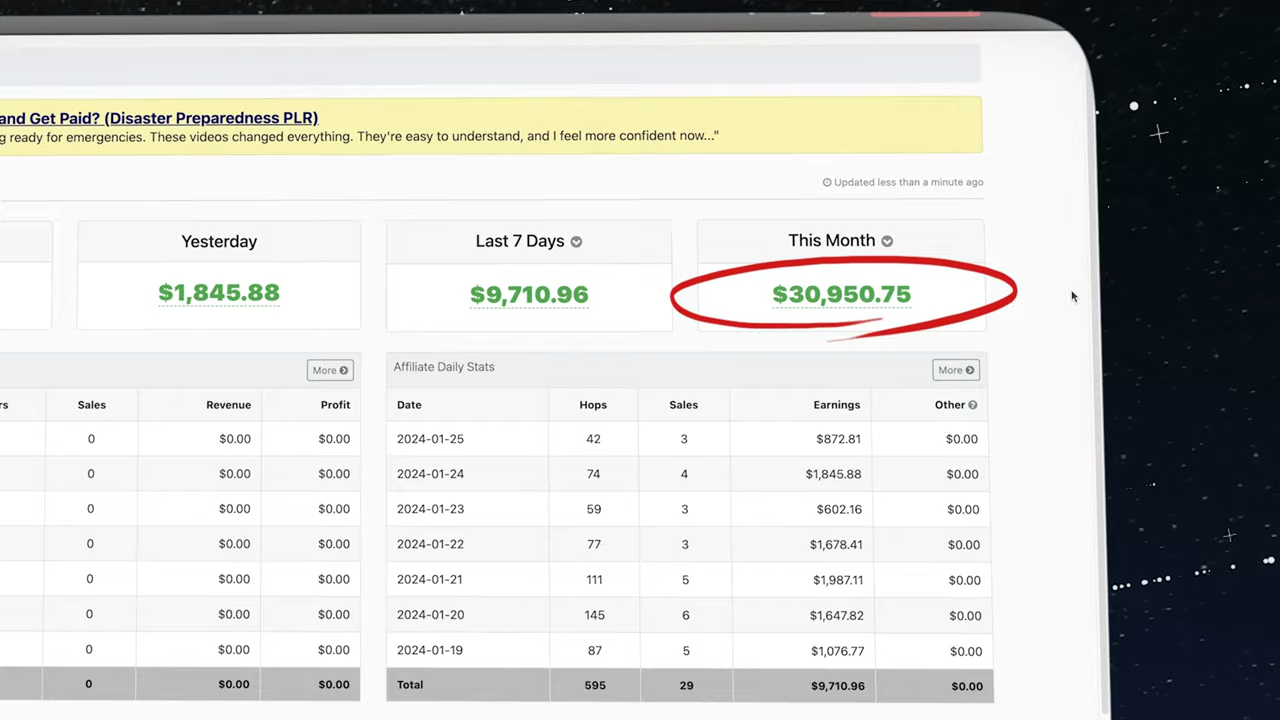 and Get Paid? (Disaster Preparedness PLR)
g ready for emergencies. These videos changed everything. They're easy to understand, and I feel more confident now..."
Updated less than a minute ago
Yesterday
Last 7 Days
This Month
$1,845.88
$9,710.96
$30,950.75
More
Affiliate Daily Stats
More
rs Sales Revenue Profit
0 $0.00 $0.00
0 $0.00 $0.00
0 $0.00 $0.00
0 $0.00 $0.00
0 $0.00 $0.00
0 $0.00 $0.00
0 $0.00 $0.00
0 $0.00 $0.00
Date Hops Sales Earnings Other
2024-01-25 42 3 $872.81 $0.00
2024-01-24 74 4 $1,845.88 $0.00
2024-01-23 59 3 $602.16 $0.00
2024-01-22 77 3 $1,678.41 $0.00
2024-01-21 111 5 $1,987.11 $0.00
2024-01-20 145 6 $1,647.82 $0.00
2024-01-19 87 5 $1,076.77 $0.00
Total 595 29 $9,710.96 $0.00